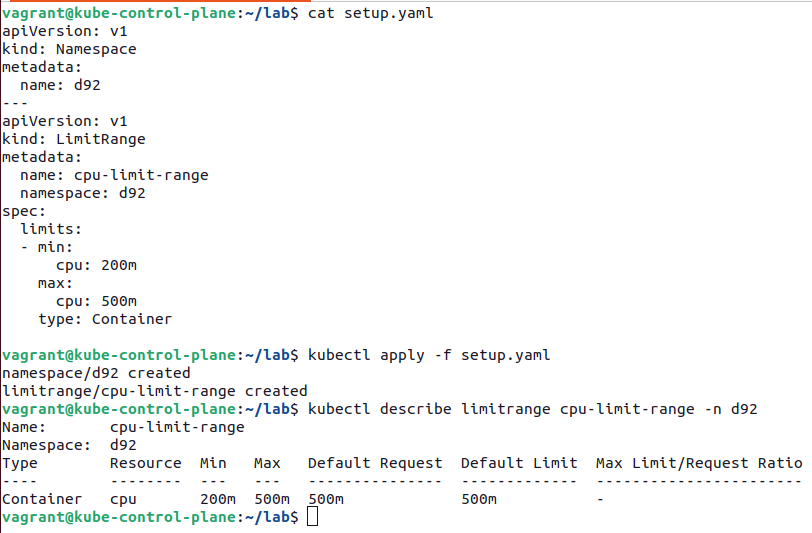 vagrant@kube-control-plane:~/lab$ cat setup.yaml
apiVersion: v1
kind: Namespace
metadata:
  name: d92
---
apiVersion: v1
kind: LimitRange
metadata:
  name: cpu-limit-range
  namespace: d92
spec:
  limits:
  - min:
      cpu: 200m
    max:
      cpu: 500m
    type: Container

vagrant@kube-control-plane:~/lab$ kubectl apply -f setup.yaml
namespace/d92 created
limitrange/cpu-limit-range created
vagrant@kube-control-plane:~/lab$ kubectl describe limitrange cpu-limit-range -n d92
Name:       cpu-limit-range
Namespace:  d92
Type        Resource  Min   Max   Default Request  Default Limit  Max Limit/Request Ratio
----        --------  ---   ---   ---------------  -------------  -----------------------
Container   cpu       200m  500m  500m             500m           -
vagrant@kube-control-plane:~/lab$